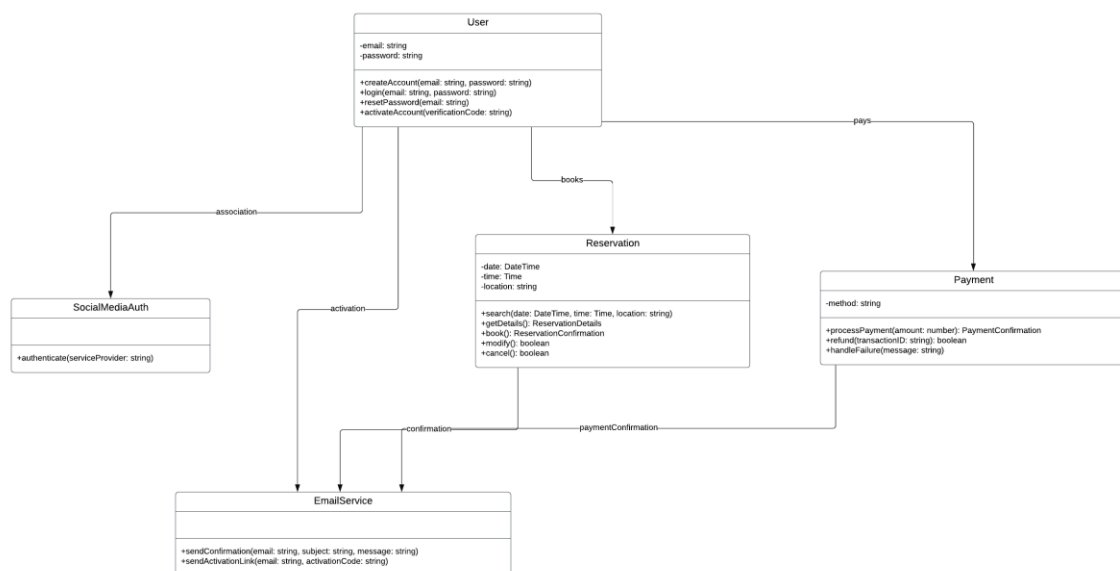 User
-email: string
-password: string
+createAccount(email: string, password: string)
+login(email: string, password: string)
+resetPassword(email: string)
+activateAccount(verificationCode: string)
pays
books
association
Reservation
-date: DateTime
-time: Time
-location: string
+search(date: DateTime, time: Time, location: string)
+getDetails(): ReservationDetails
+book(): ReservationConfirmation
+modify(): boolean
+cancel(): boolean
Payment
-method: string
+processPayment(amount: number): PaymentConfirmation
+refund(transactionID: string): boolean
+handleFailure(message: string)
SocialMediaAuth
+authenticate(serviceProvider: string)
activation
confirmation
paymentConfirmation
EmailService
+sendConfirmation(email: string, subject: string, message: string)
+sendActivationLink(email: string, activationCode: string)